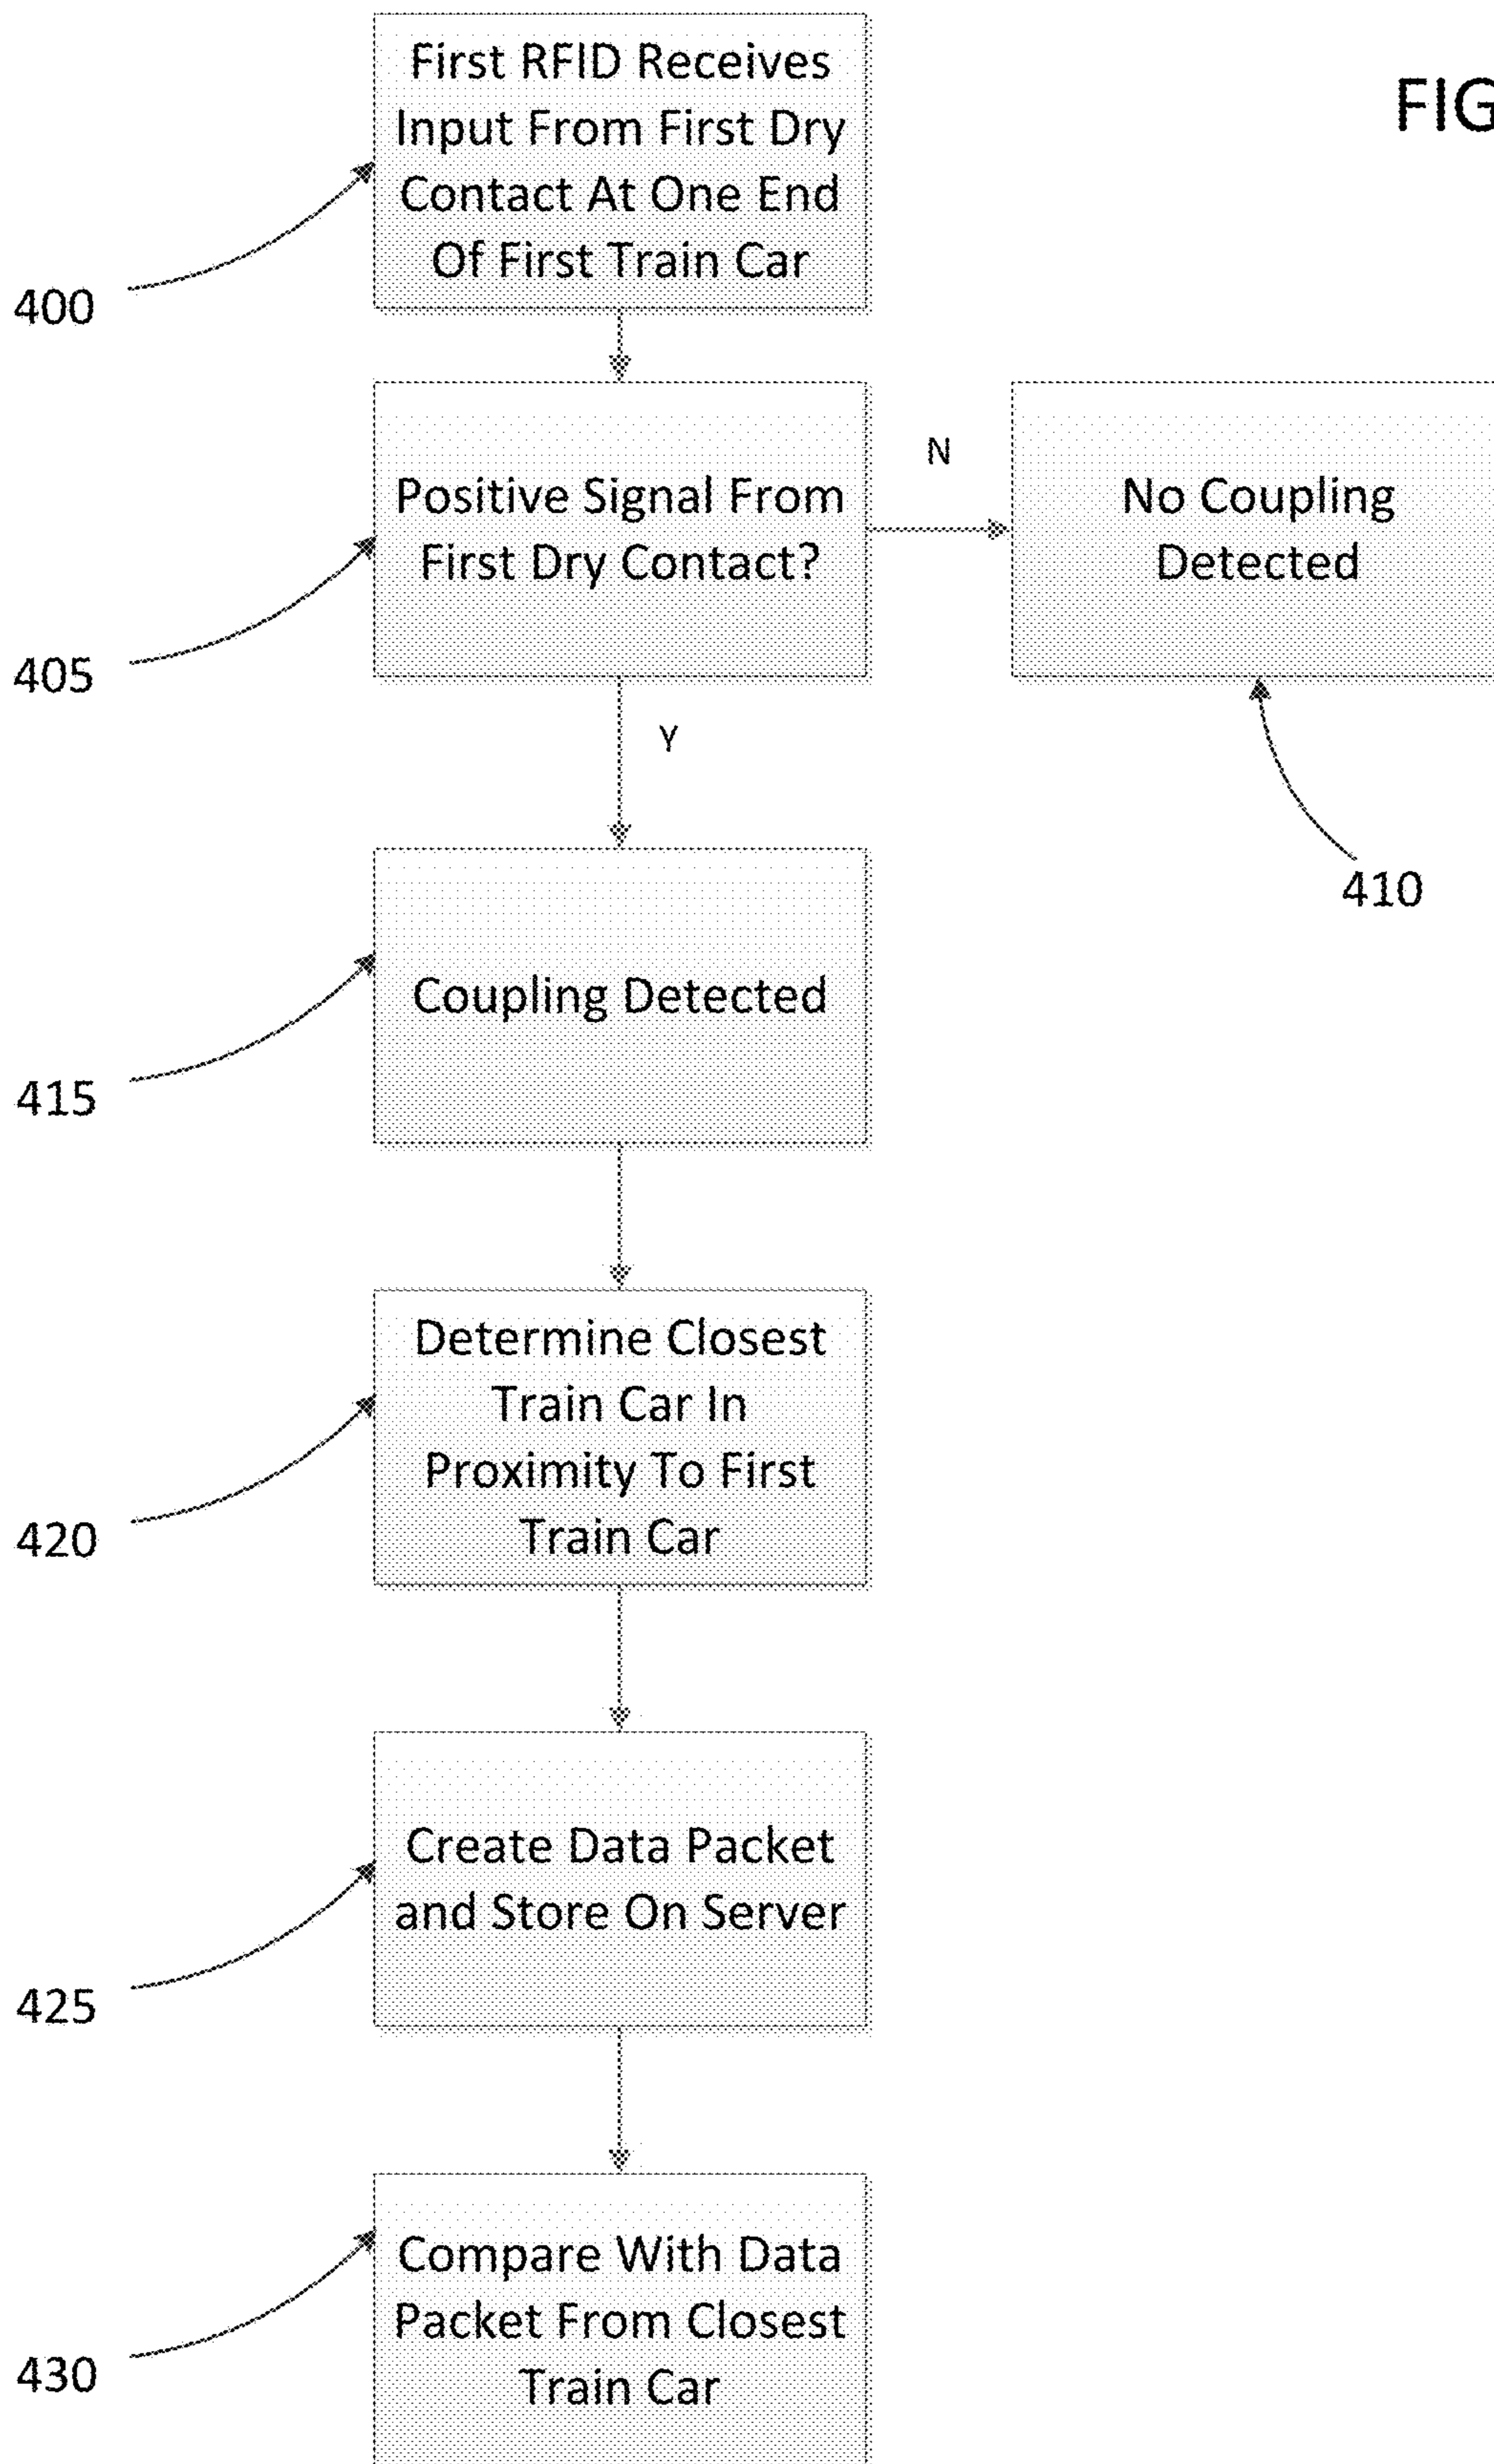 First RFID Receives
Input From First Dry
Contact At One End
Of First Train Car
FIG
400
Positive Signal From
First Dry Contact?
N
No Coupling
Detected
405
Y
410
Coupling Detected
415
Determine Closest
Train Car In
Proximity To First
Train Car
420
Create Data Packet
and Store On Server
425
Compare With Data
Packet From Closest
Train Car
430